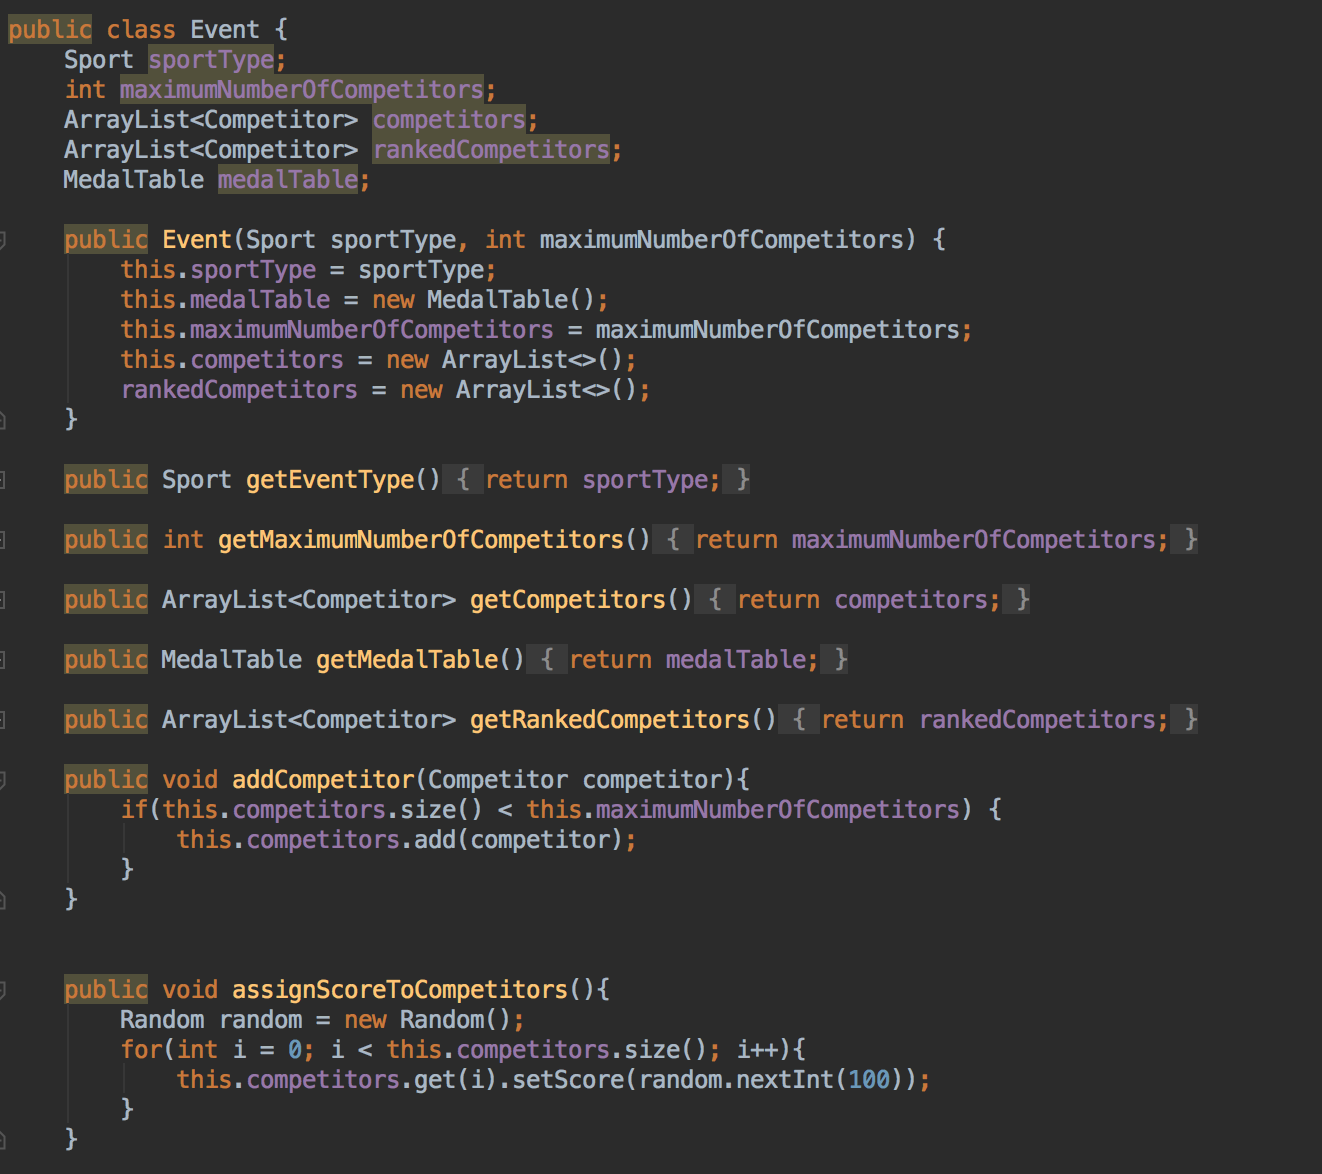 public class Event {
    Sport sportType;
    int maximumNumberOfCompetitors;
    ArrayList<Competitor> competitors;
    ArrayList<Competitor> rankedCompetitors;
    MedalTable medalTable;

    public Event(Sport sportType, int maximumNumberOfCompetitors) {
        this.sportType = sportType;
        this.medalTable = new MedalTable();
        this.maximumNumberOfCompetitors = maximumNumberOfCompetitors;
        this.competitors = new ArrayList<>();
        rankedCompetitors = new ArrayList<>();
    }

    public Sport getEventType() { return sportType; }

    public int getMaximumNumberOfCompetitors() { return maximumNumberOfCompetitors; }

    public ArrayList<Competitor> getCompetitors() { return competitors; }

    public MedalTable getMedalTable() { return medalTable; }

    public ArrayList<Competitor> getRankedCompetitors() { return rankedCompetitors; }

    public void addCompetitor(Competitor competitor){
        if(this.competitors.size() < this.maximumNumberOfCompetitors) {
            this.competitors.add(competitor);
        }
    }

    public void assignScoreToCompetitors(){
        Random random = new Random();
        for(int i = 0; i < this.competitors.size(); i++){
            this.competitors.get(i).setScore(random.nextInt(100));
        }
    }